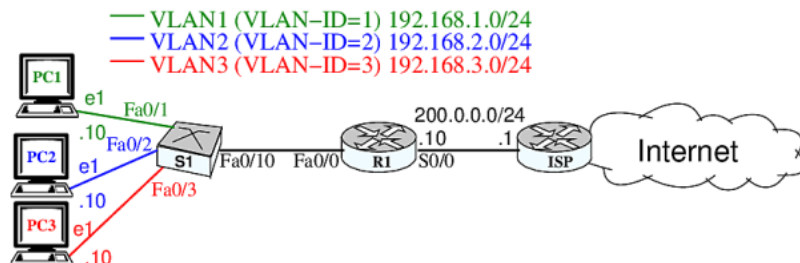 VLAN1 (VLAN-ID=1) 192.168.1.0/24
VLAN2 (VLAN-ID=2) 192.168.2.0/24
VLAN3 (VLAN-ID=3) 192.168.3.0/24
PC1
e1
Fa0/1
.10
PC2
e1
Fa0/2
.10
PC3
e1
Fa0/3
.10
S1
Fa0/10
Fa0/0
R1
200.0.0.0/24
.10
.1
S0/0
ISP
Internet